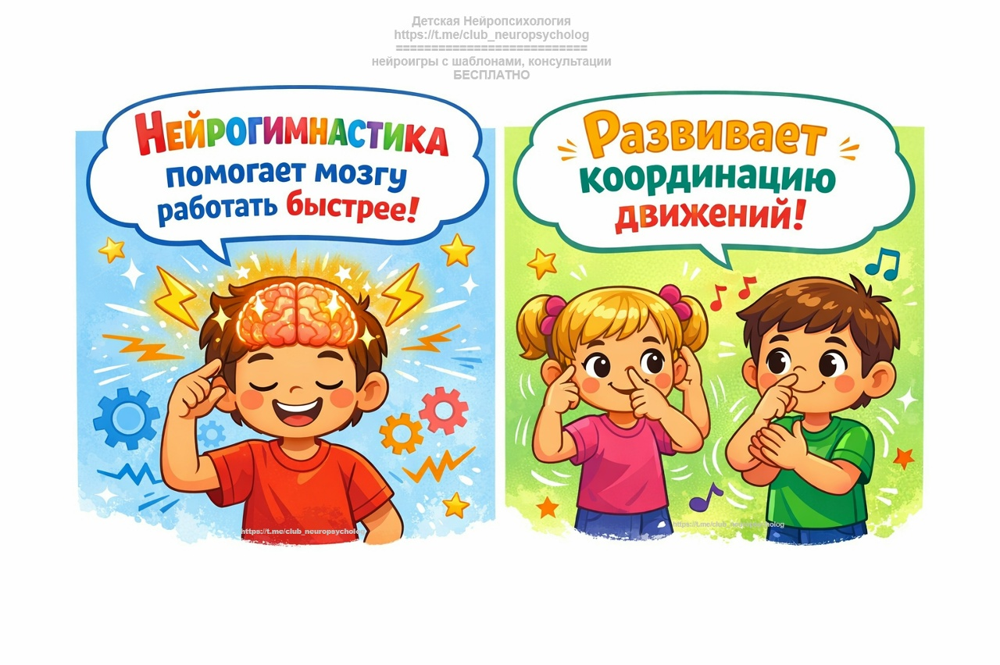 Детская Нейропсихология
https://t.me/club_neuropsycholog
===========================
нейроигры с шаблонами, консультации
БЕСПЛАТНО
НЕЙРОГИМНАСТИКА
помогает мозгу
работать быстрее!
Развивает
координацию
движений!
https://t.me/club_neuropsycholog
https://t.me/club_neuropsycholog